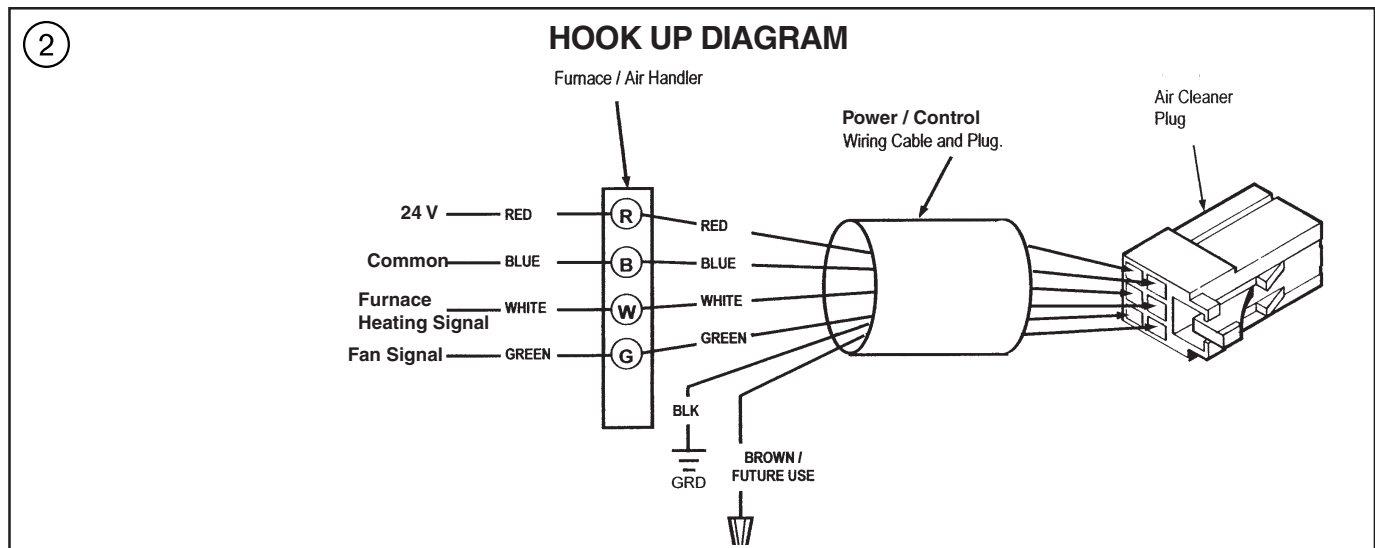 2
HOOK UP DIAGRAM
Furnace / Air Handler
Air Cleaner
Plug
Power / Control
Wiring Cable and Plug.
24 V RED R RED
Common BLUE B BLUE
Furnace
Heating Signal
WHITE W WHITE
Fan Signal GREEN G GREEN
BLK
GRD
BROWN /
FUTURE USE